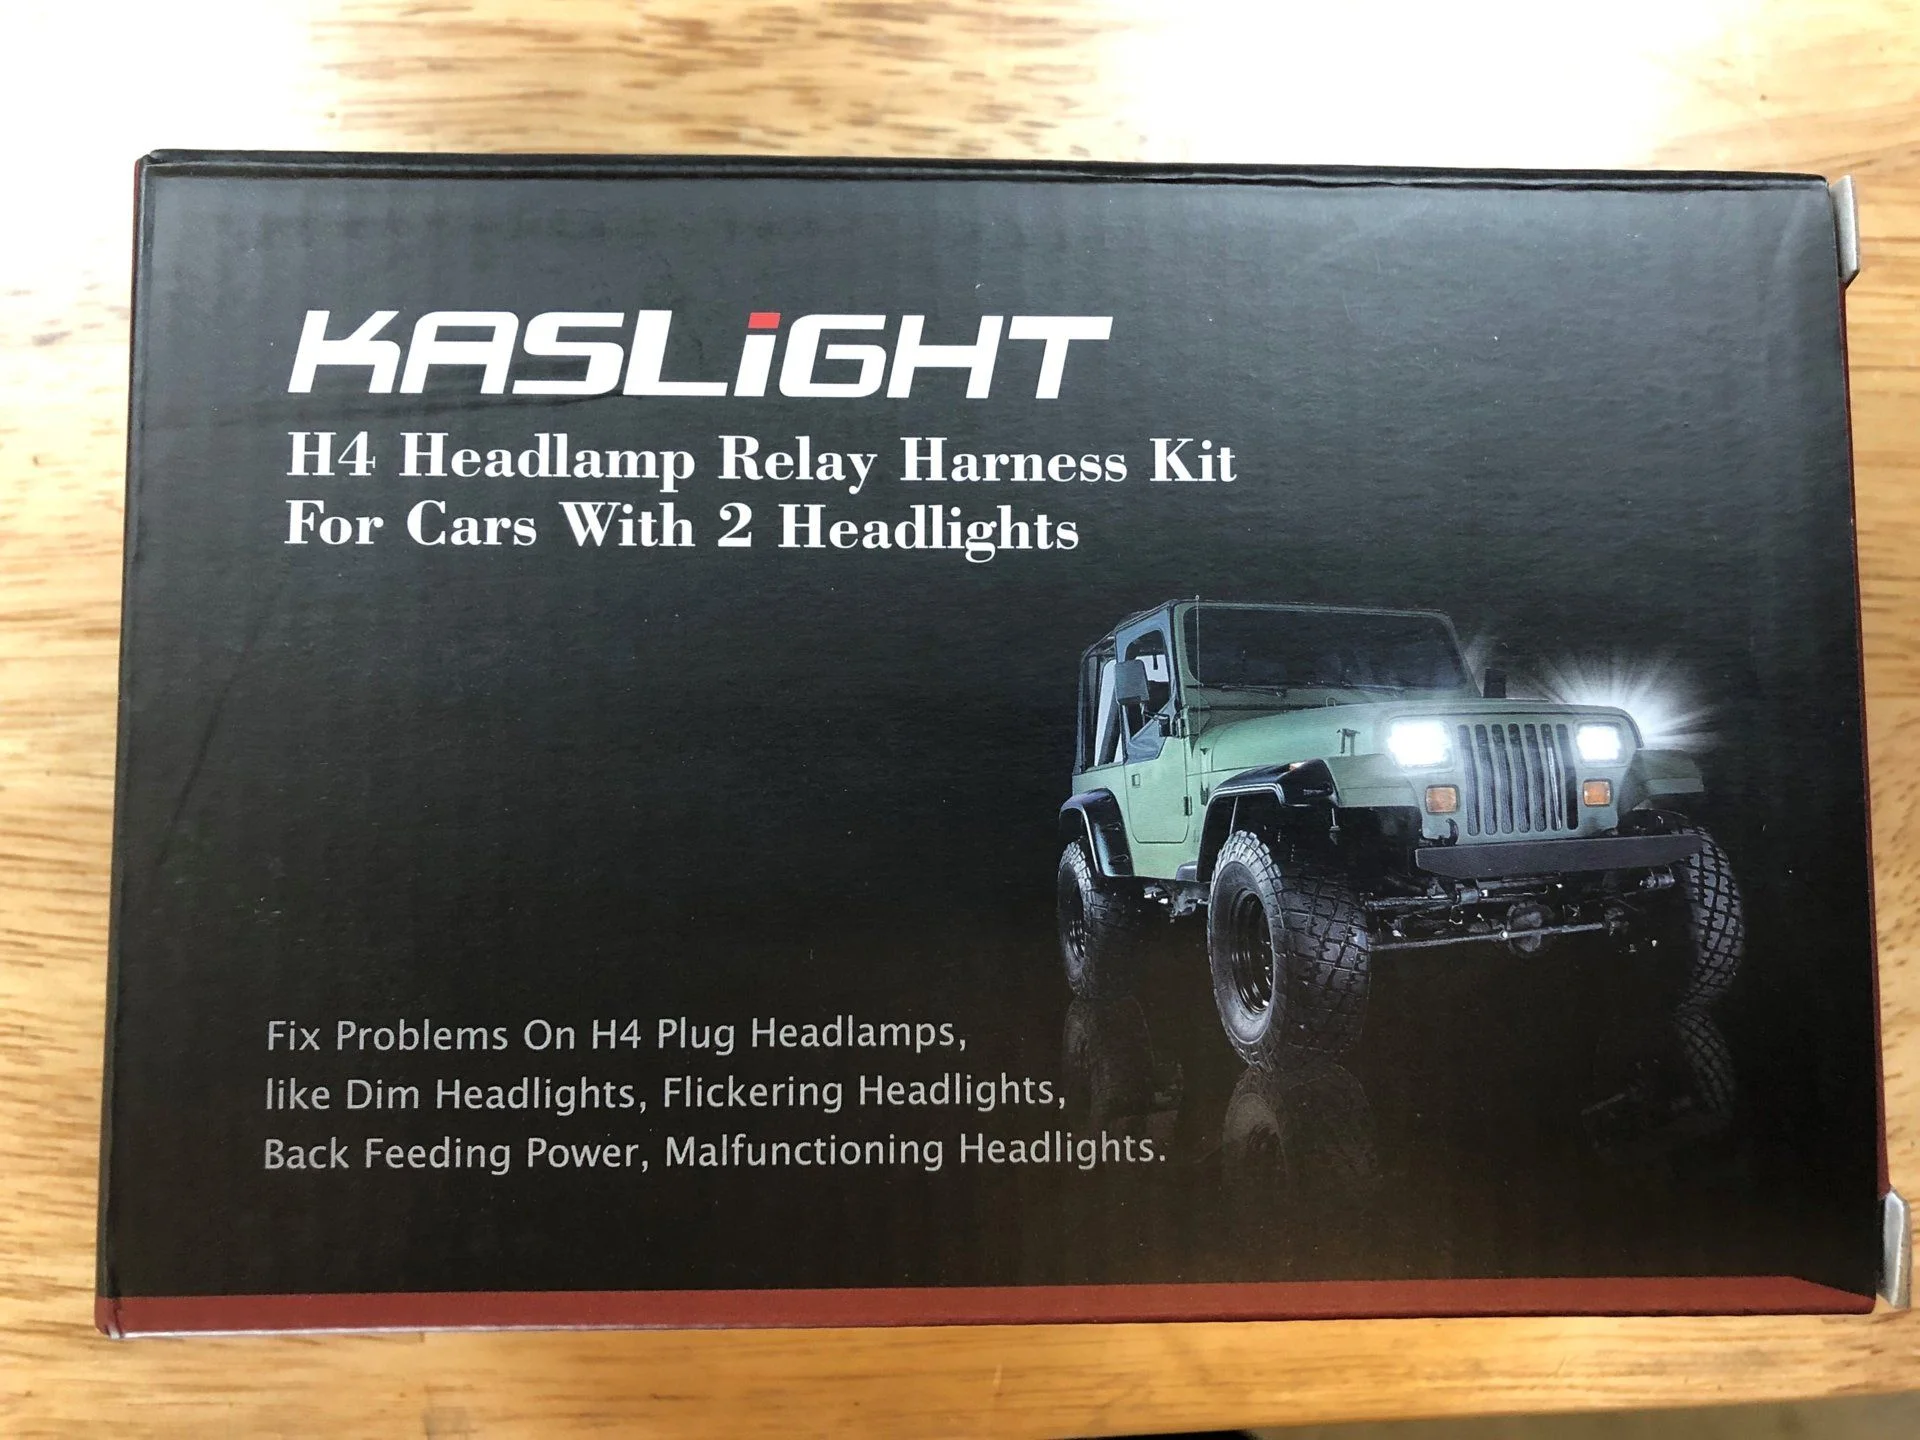 KASLiGHT
H4 Headlamp Relay Harness Kit
For Cars With 2 Headlights
Fix Problems On H4 Plug Headlamps,
like Dim Headlights, Flickering Headlights,
Back Feeding Power, Malfunctioning Headlights.